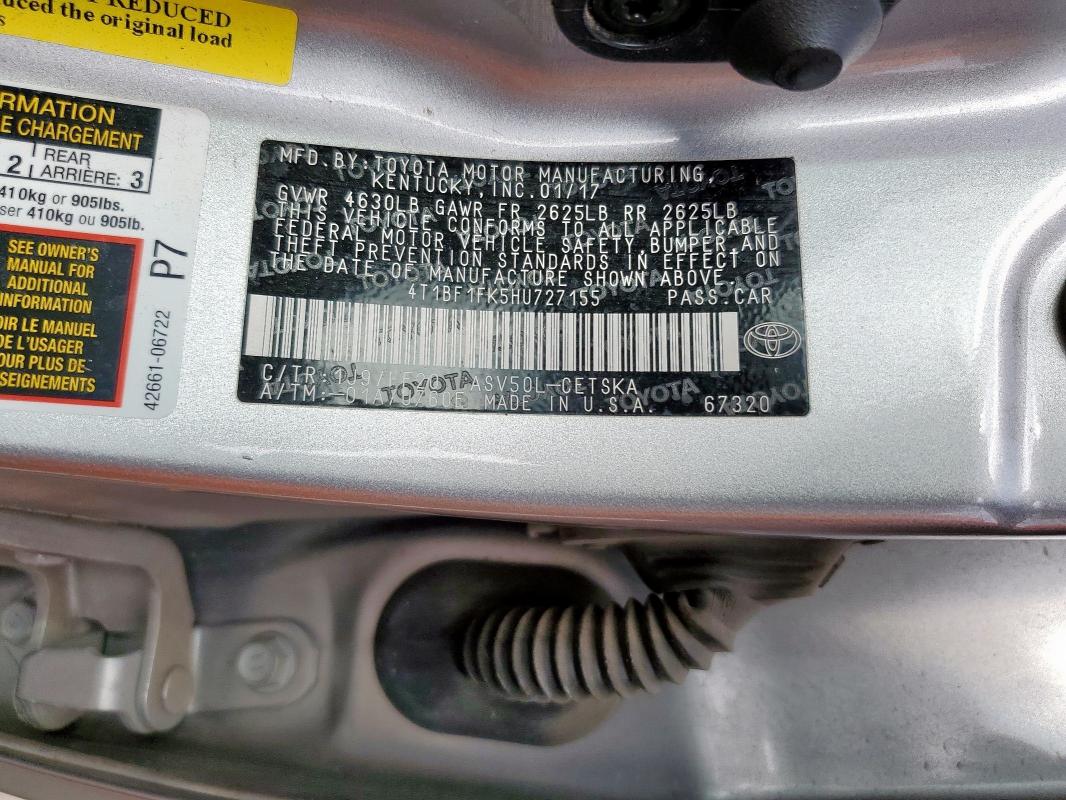 REDUCED
uced the original load
s
RMATION
E CHARGEMENT
2 REAR ARRIÈRE: 3
410kg or 905lbs.
ser 410kg ou 905lb.
SEE OWNER'S
MANUAL FOR
ADDITIONAL
INFORMATION
OIR LE MANUEL
DE L'USAGER
OUR PLUS DE
SEIGNEMENTS
42661-06722 P7
MFD. BY: TOYOTA MOTOR MANUFACTURING,
KENTUCKY, INC. 01/17
GVWR 4630LB GAWR FR 2625LB RR 2625LB
THIS VEHICLE CONFORMS TO ALL APPLICABLE
FEDERAL MOTOR VEHICLE SAFETY, BUMPER, AND
THEFT PREVENTION STANDARDS IN EFFECT ON
THE DATE OF MANUFACTURE SHOWN ABOVE.
4T1BF1FK5HU727155 PASS.CAR
C/TR: ASV50L-CETSKA
A/TM: MADE IN U.S.A. 67320
TOYOTA